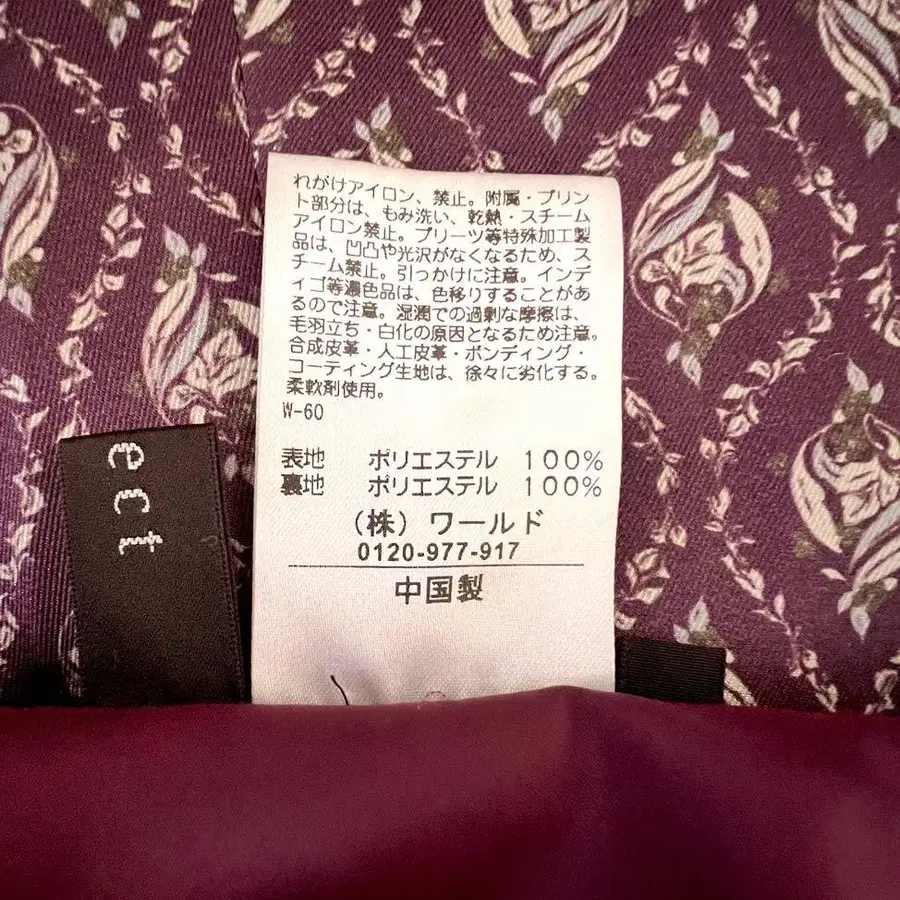 れがけアイロン、禁止。附属・プリン
ト部分は、もみ洗い、乾熱・スチーム
アイロン禁止。プリーツ等特殊加工製
品は、凹凸や光沢がなくなるため、ス
チーム禁止。引っかけに注意。インデ
ィゴ等濃色品は、色移りすることがあ
るので注意。湿潤での過剰な摩擦は、
毛羽立ち・白化の原因となるため注意。
合成皮革・人工皮革・ボンディング・
コーティング生地は、徐々に劣化する。
柔軟剤使用。
W-60
表地 ポリエステル 100%
裏地 ポリエステル 100%
(株) ワールド
0120-977-917
中国製
ect